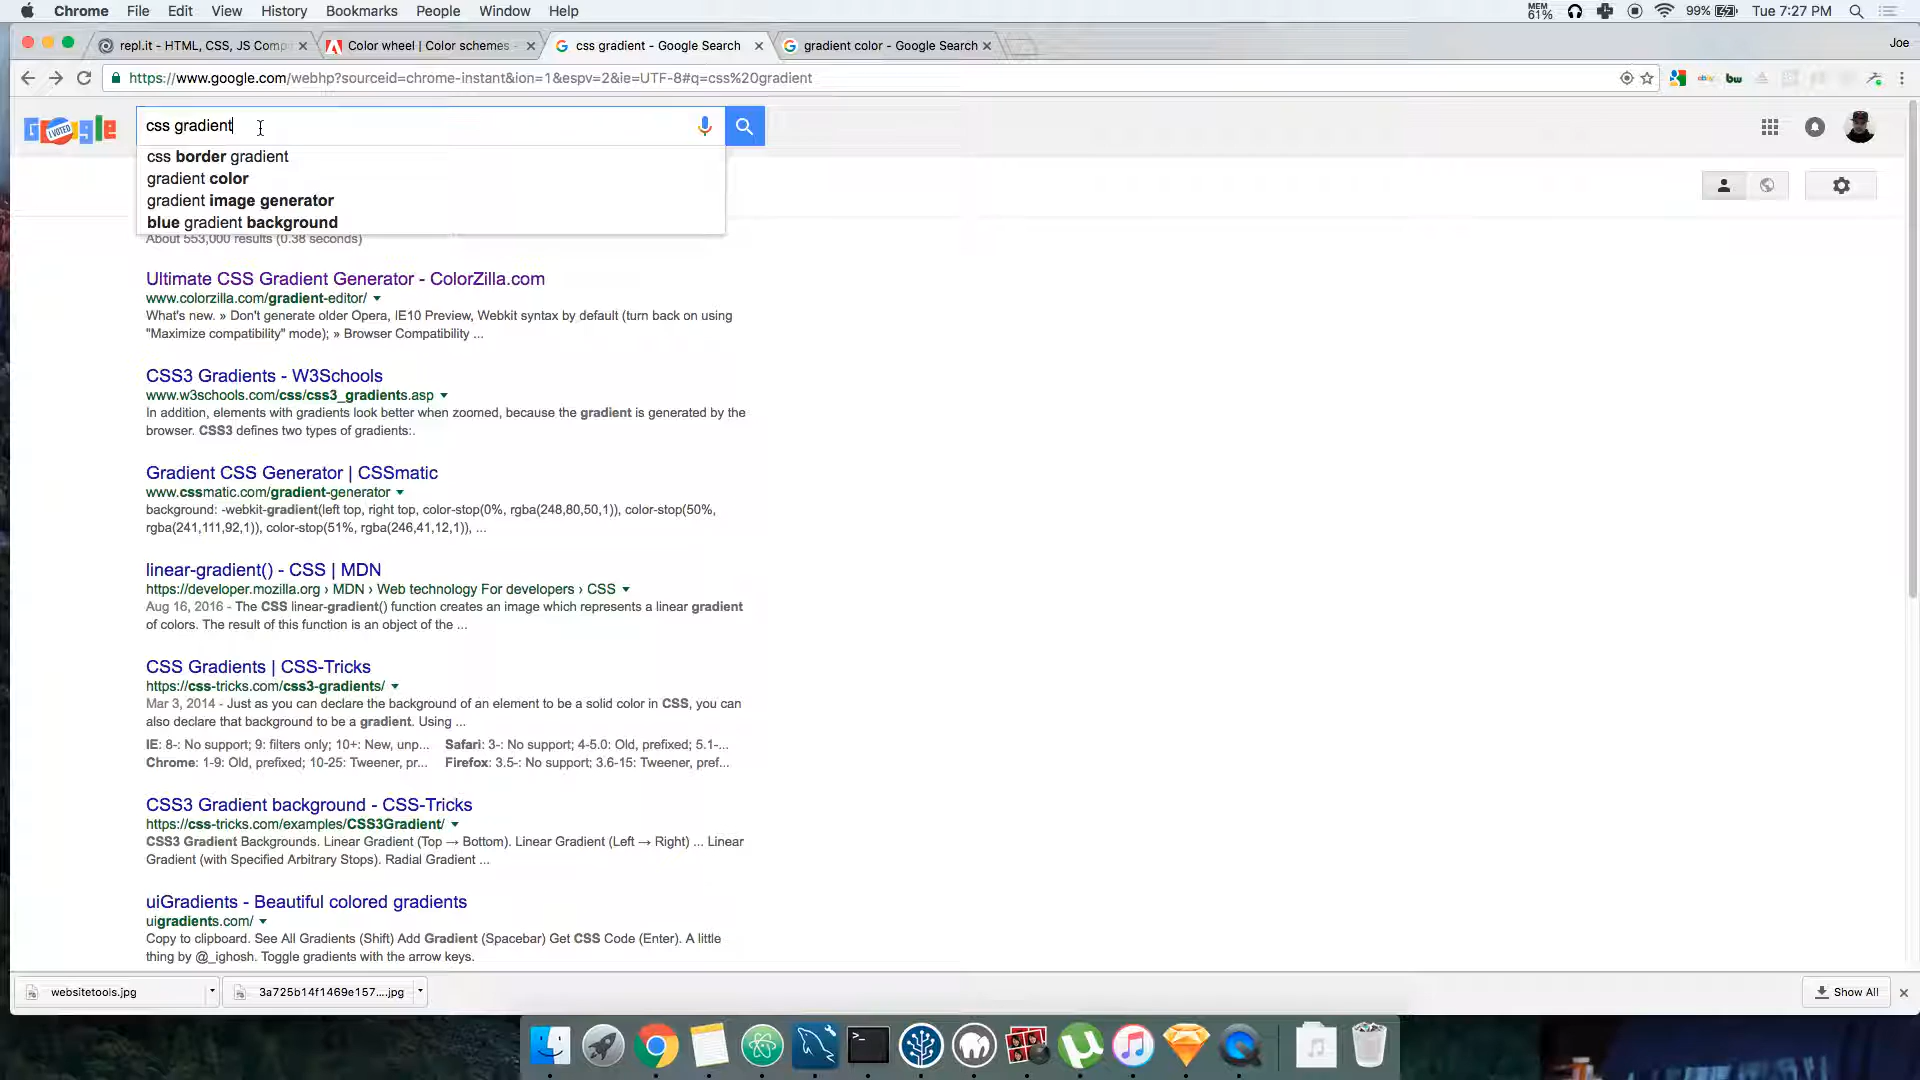 Chrome File Edit View History Bookmarks People Window Help
MEM 61% 99% Tue 7:27 PM
repl.it - HTML, CSS, JS Comp
Color wheel | Color schemes -
css gradient - Google Search
gradient color - Google Search
Joe
https://www.google.com/webhp?sourceid=chrome-instant&ion=1&espv=2&ie=UTF-8#q=css%20gradient
bw
I VOTED
css gradient
css border gradient
gradient color
gradient image generator
blue gradient background
About 553,000 results (0.38 seconds)
Ultimate CSS Gradient Generator - ColorZilla.com
www.colorzilla.com/gradient-editor/
What's new. » Don't generate older Opera, IE10 Preview, Webkit syntax by default (turn back on using
"Maximize compatibility" mode); » Browser Compatibility ...
CSS3 Gradients - W3Schools
www.w3schools.com/css/css3_gradients.asp
In addition, elements with gradients look better when zoomed, because the gradient is generated by the
browser. CSS3 defines two types of gradients:.
Gradient CSS Generator | CSSmatic
www.cssmatic.com/gradient-generator
background: -webkit-gradient(left top, right top, color-stop(0%, rgba(248,80,50,1)), color-stop(50%,
rgba(241,111,92,1)), color-stop(51%, rgba(246,41,12,1)), ...
linear-gradient() - CSS | MDN
https://developer.mozilla.org › MDN › Web technology For developers › CSS
Aug 16, 2016 - The CSS linear-gradient() function creates an image which represents a linear gradient
of colors. The result of this function is an object of the ...
CSS Gradients | CSS-Tricks
https://css-tricks.com/css3-gradients/
Mar 3, 2014 - Just as you can declare the background of an element to be a solid color in CSS, you can
also declare that background to be a gradient. Using ...
IE: 8-: No support; 9: filters only; 10+: New, unp... Safari: 3-: No support; 4-5.0: Old, prefixed; 5.1-...
Chrome: 1-9: Old, prefixed; 10-25: Tweener, pr... Firefox: 3.5-: No support; 3.6-15: Tweener, pref...
CSS3 Gradient background - CSS-Tricks
https://css-tricks.com/examples/CSS3Gradient/
CSS3 Gradient Backgrounds. Linear Gradient (Top → Bottom). Linear Gradient (Left → Right) ... Linear
Gradient (with Specified Arbitrary Stops). Radial Gradient ...
uiGradients - Beautiful colored gradients
uigradients.com/
Copy to clipboard. See All Gradients (Shift) Add Gradient (Spacebar) Get CSS Code (Enter). A little
thing by @_ighosh. Toggle gradients with the arrow keys.
websitetools.jpg
3a725b14f1469e157....jpg
Show All